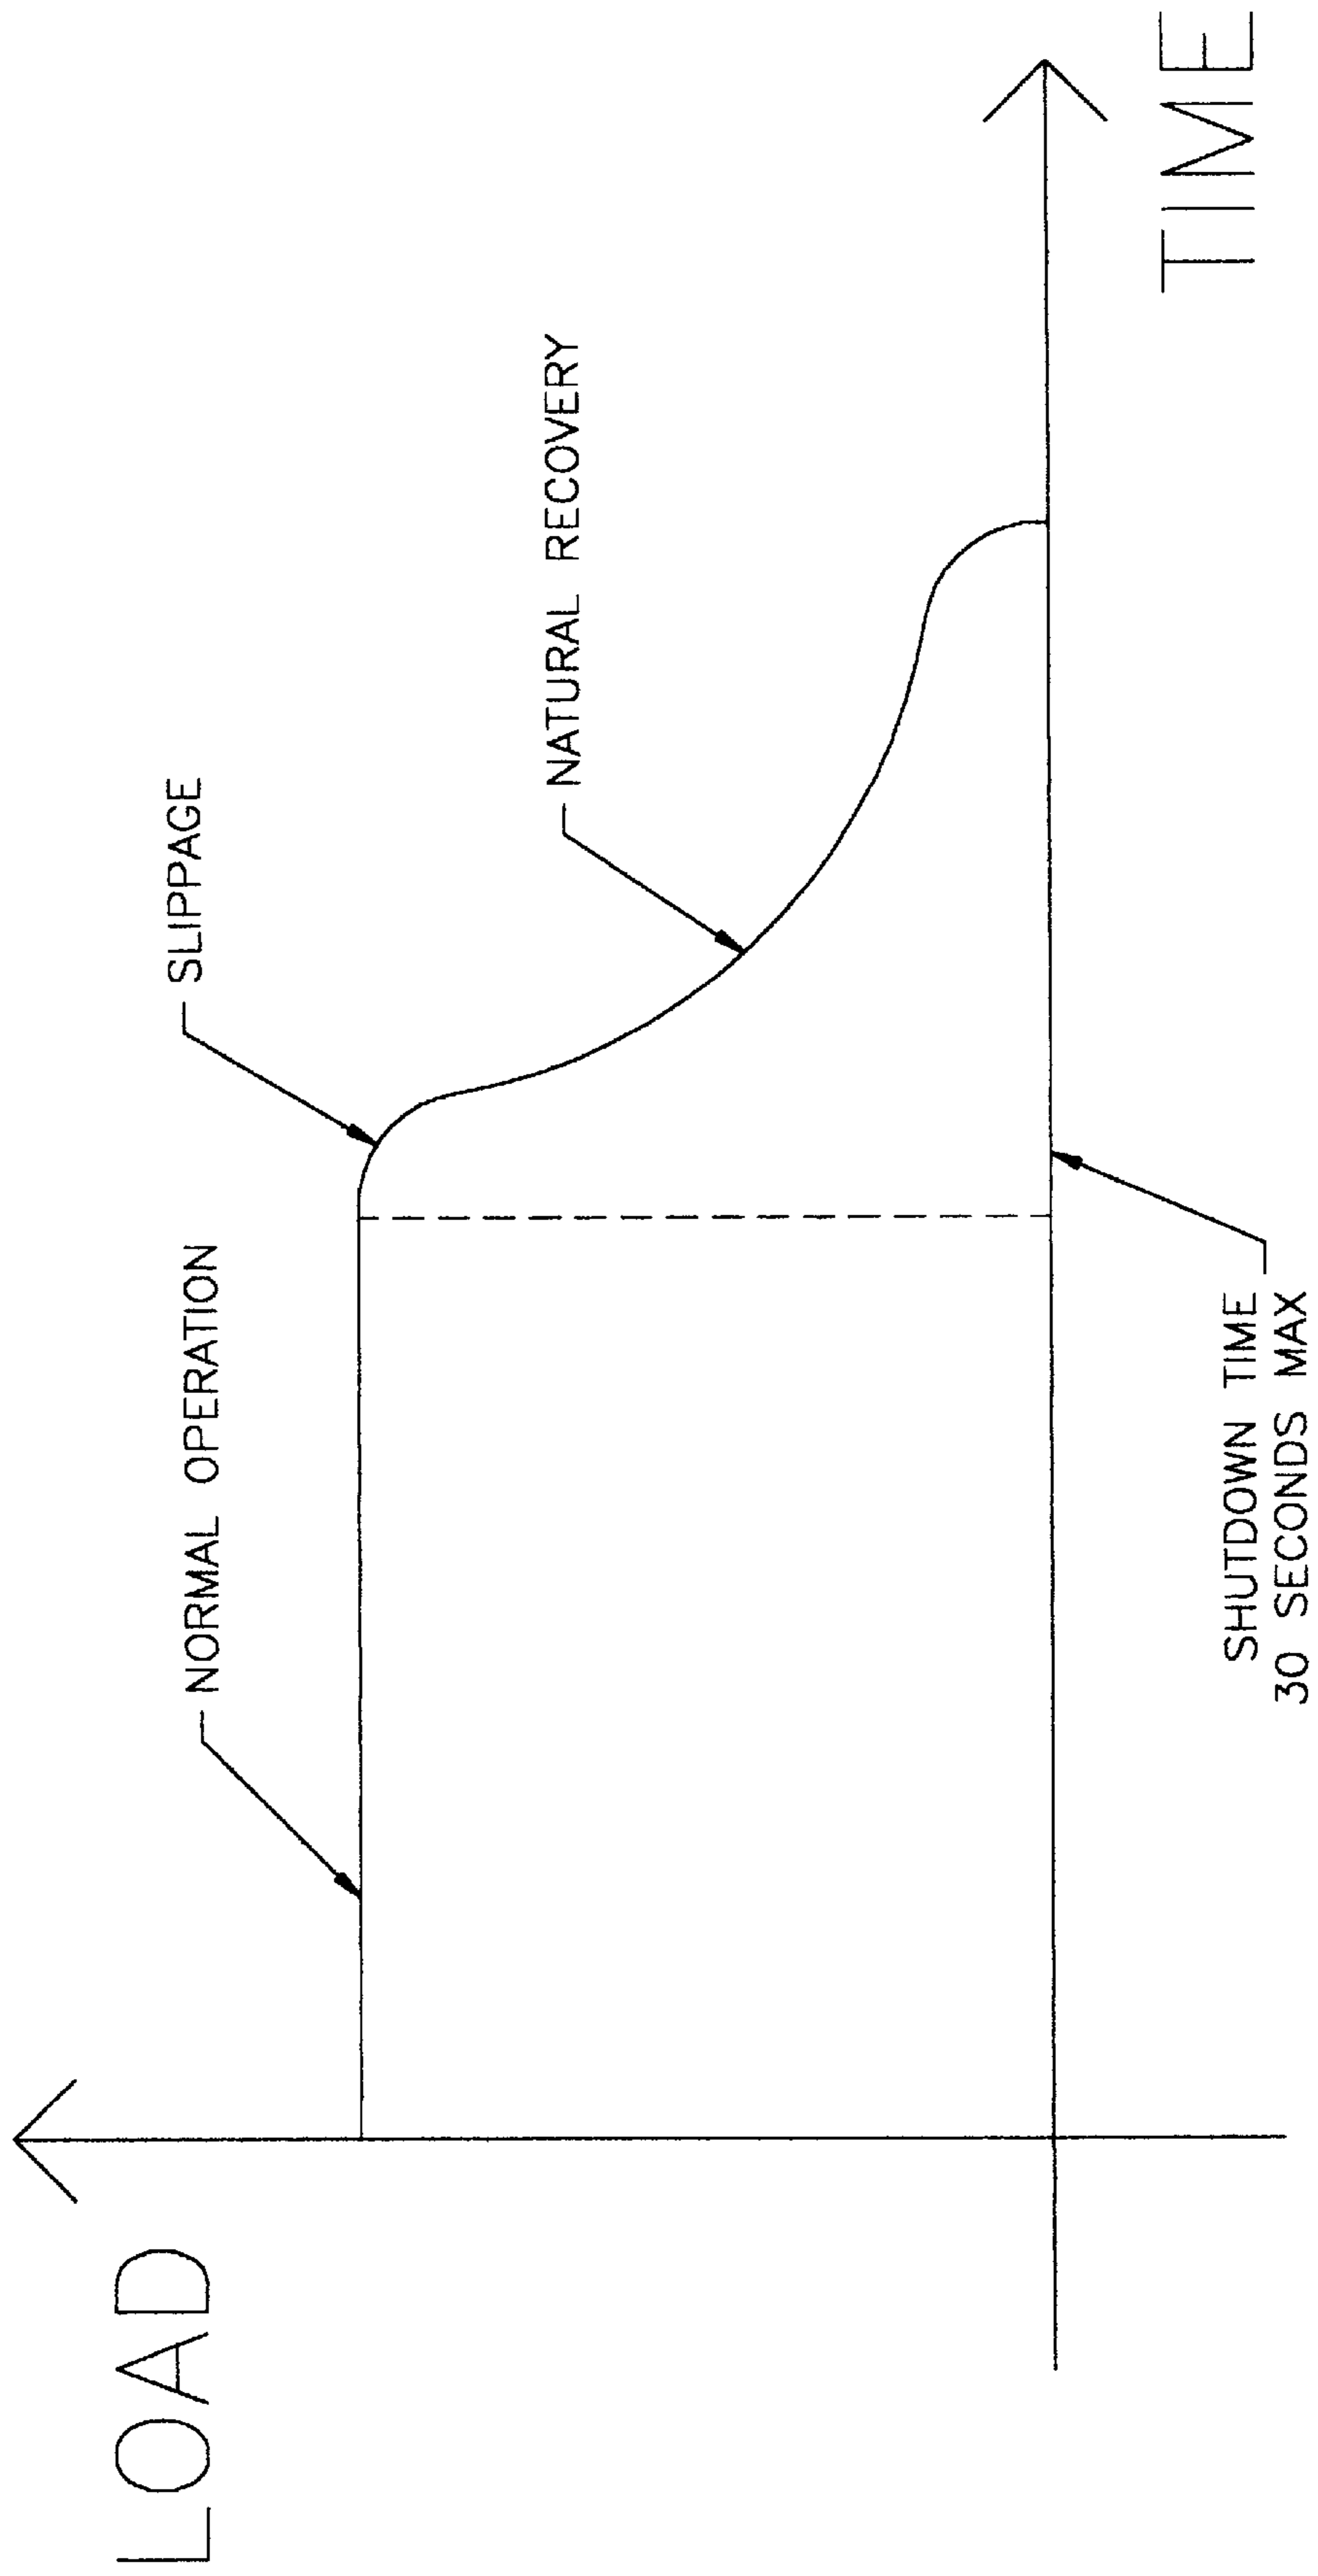 LOAD
NORMAL OPERATION
SLIPPAGE
NATURAL RECOVERY
SHUTDOWN TIME
30 SECONDS MAX
TIME